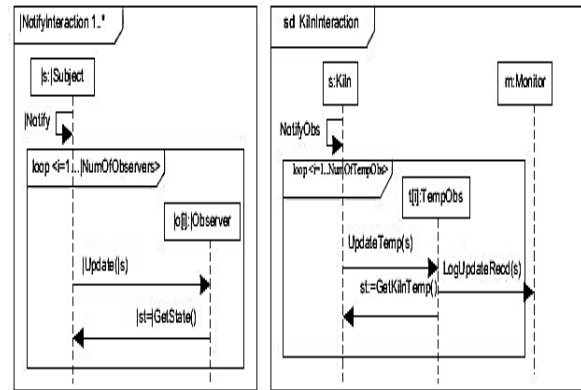 |NotifyInteraction 1..*
|s:|Subject
|Notify
loop <i=1...|NumOfObservers>
|o[i]:|Observer
|Update(|s)
|st=|GetState()
sd KilnInteraction
s:Kiln
m:Monitor
NotifyObs
loop <i=1..NumOfTempObs>
t[i]:TempObs
UpdateTemp(s)
LogUpdateRecd(s)
st:=GetKilnTemp()